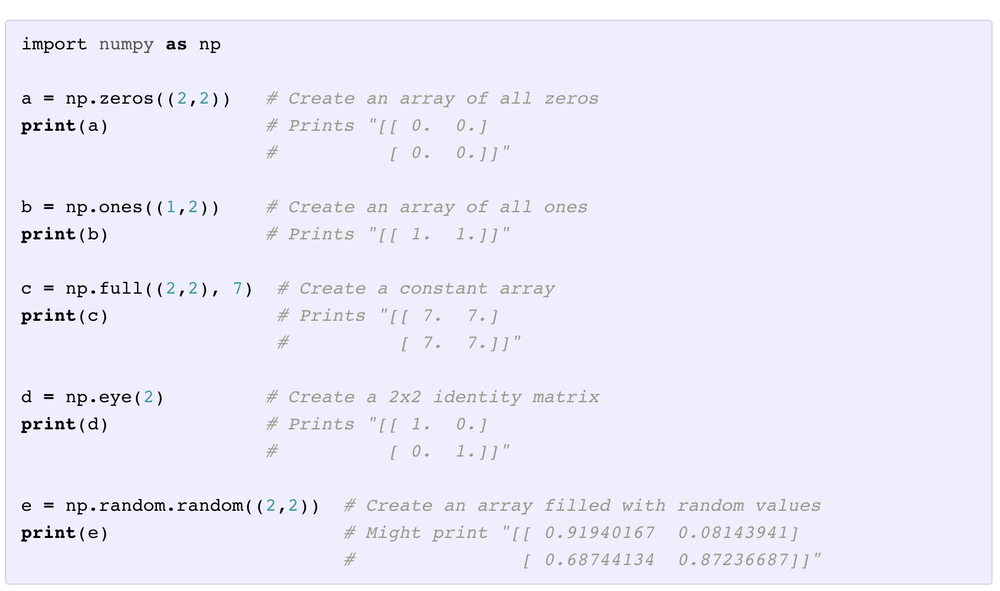 import numpy as np
a = np.zeros((2,2))   # Create an array of all zeros
print(a)              # Prints "[[ 0.  0.]
                      #          [ 0.  0.]]"
b = np.ones((1,2))    # Create an array of all ones
print(b)              # Prints "[[ 1.  1.]]"
c = np.full((2,2), 7)  # Create a constant array
print(c)               # Prints "[[ 7.  7.]
                       #          [ 7.  7.]]"
d = np.eye(2)         # Create a 2x2 identity matrix
print(d)              # Prints "[[ 1.  0.]
                      #          [ 0.  1.]]"
e = np.random.random((2,2))  # Create an array filled with random values
print(e)                     # Might print "[[ 0.91940167  0.08143941]
                             #               [ 0.68744134  0.87236687]]"